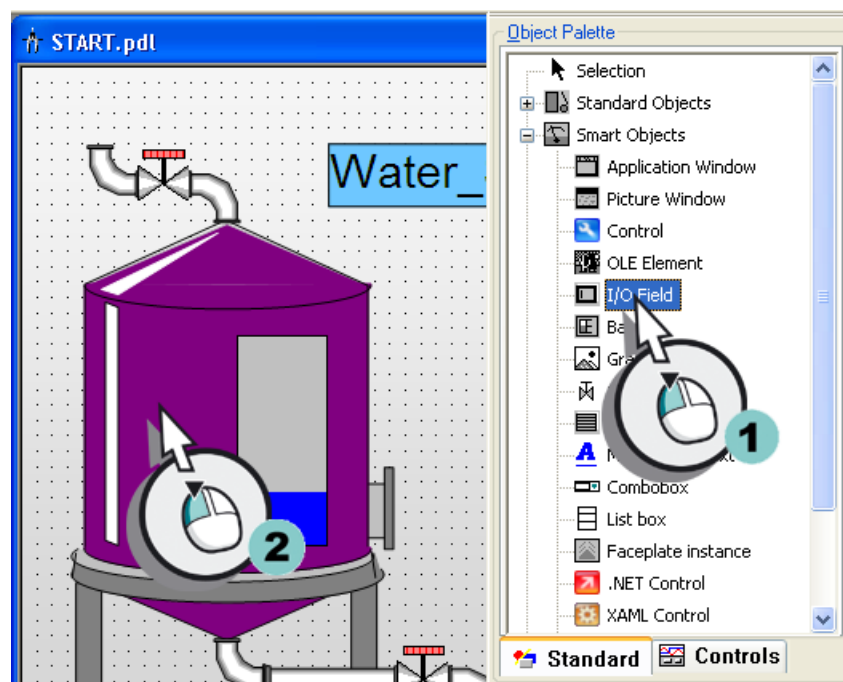 START.pdl
Water_
Object Palette
Selection
Standard Objects
Smart Objects
Application Window
Picture Window
Control
OLE Element
I/O Field
1
2
Combobox
List box
Faceplate instance
.NET Control
XAML Control
Standard
Controls